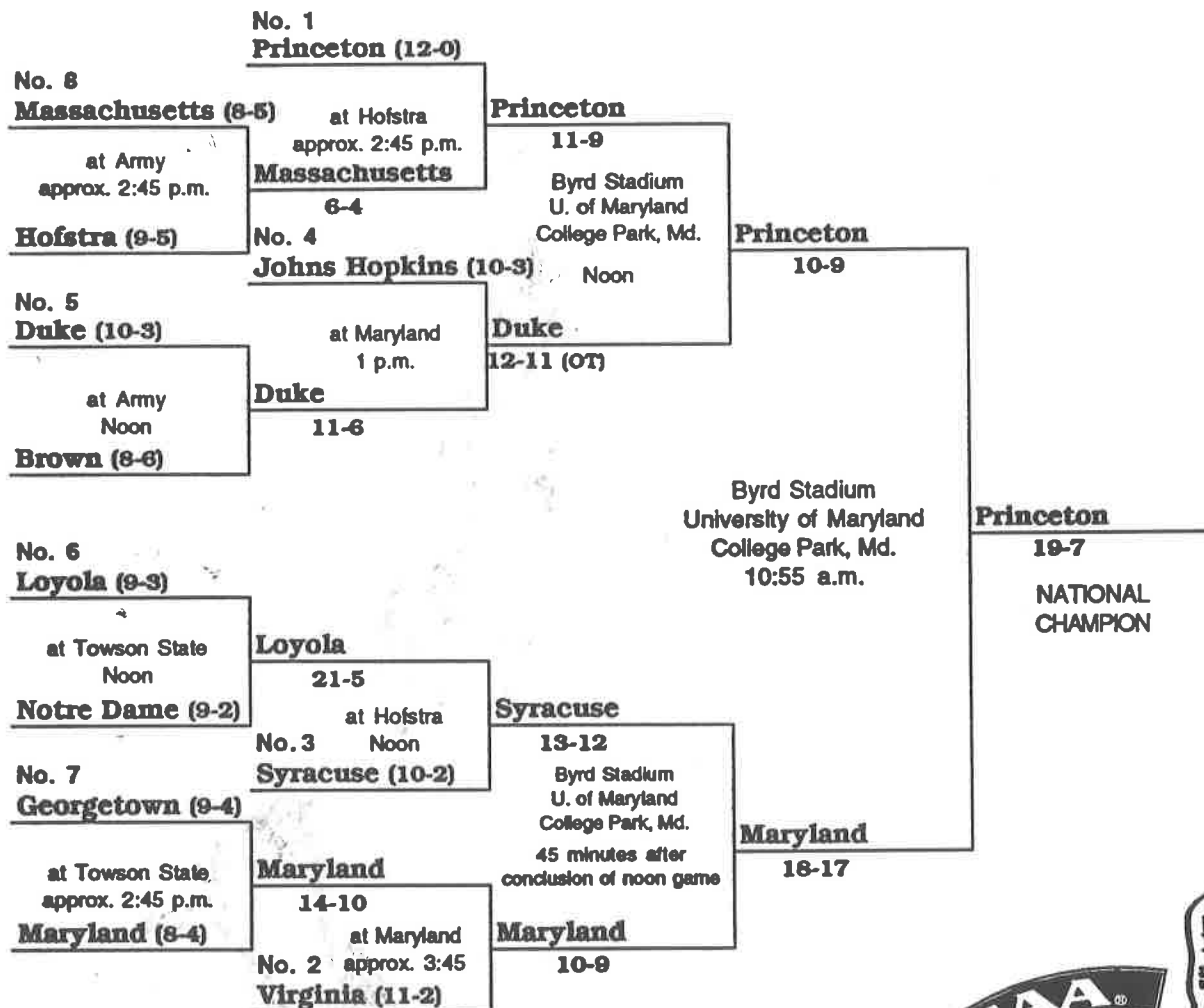 No. 1
Princeton (12-0)
No. 8
Massachusetts (8-5)
at Army
approx. 2:45 p.m.
Hofstra (9-5)
at Hofstra
approx. 2:45 p.m.
Massachusetts
6-4
Princeton
11-9
No. 4
Johns Hopkins (10-3)
No. 5
Duke (10-3)
at Army
Noon
Brown (8-6)
at Maryland
1 p.m.
Duke
11-6
Duke
12-11 (OT)
Byrd Stadium
U. of Maryland
College Park, Md.
Noon
Princeton
10-9
No. 6
Loyola (9-3)
at Towson State
Noon
Notre Dame (9-2)
Loyola
21-5
at Hofstra
Noon
No. 3
Syracuse (10-2)
Syracuse
13-12
No. 7
Georgetown (9-4)
at Towson State
approx. 2:45 p.m.
Maryland (8-4)
Maryland
14-10
at Maryland
approx. 3:45
No. 2
Virginia (11-2)
Maryland
10-9
Byrd Stadium
U. of Maryland
College Park, Md.
45 minutes after
conclusion of noon game
Maryland
18-17
Byrd Stadium
University of Maryland
College Park, Md.
10:55 a.m.
Princeton
19-7
NATIONAL
CHAMPION